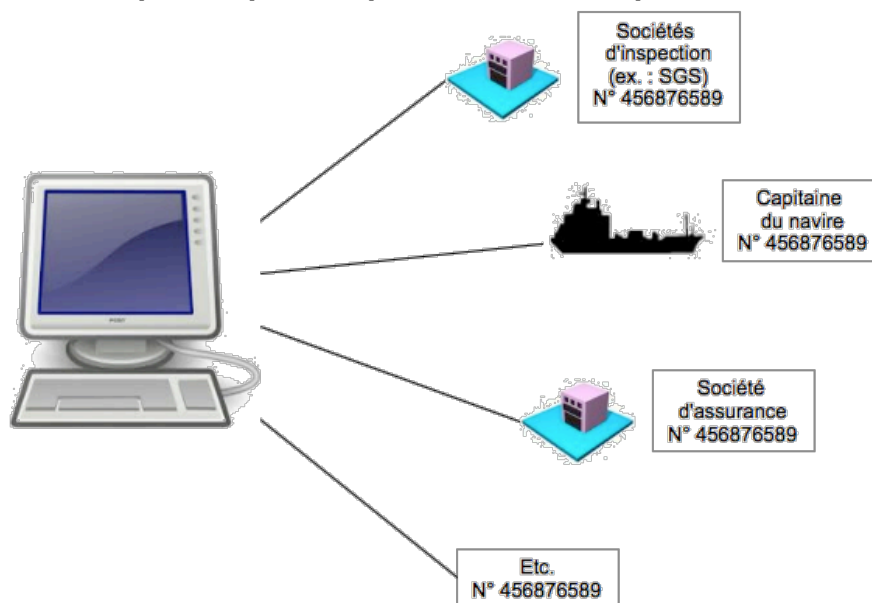 Sociétés
d'inspection
(ex. : SGS)
N° 456876589
Capitaine
du navire
N° 456876589
Société
d'assurance
N° 456876589
Etc.
N° 456876589